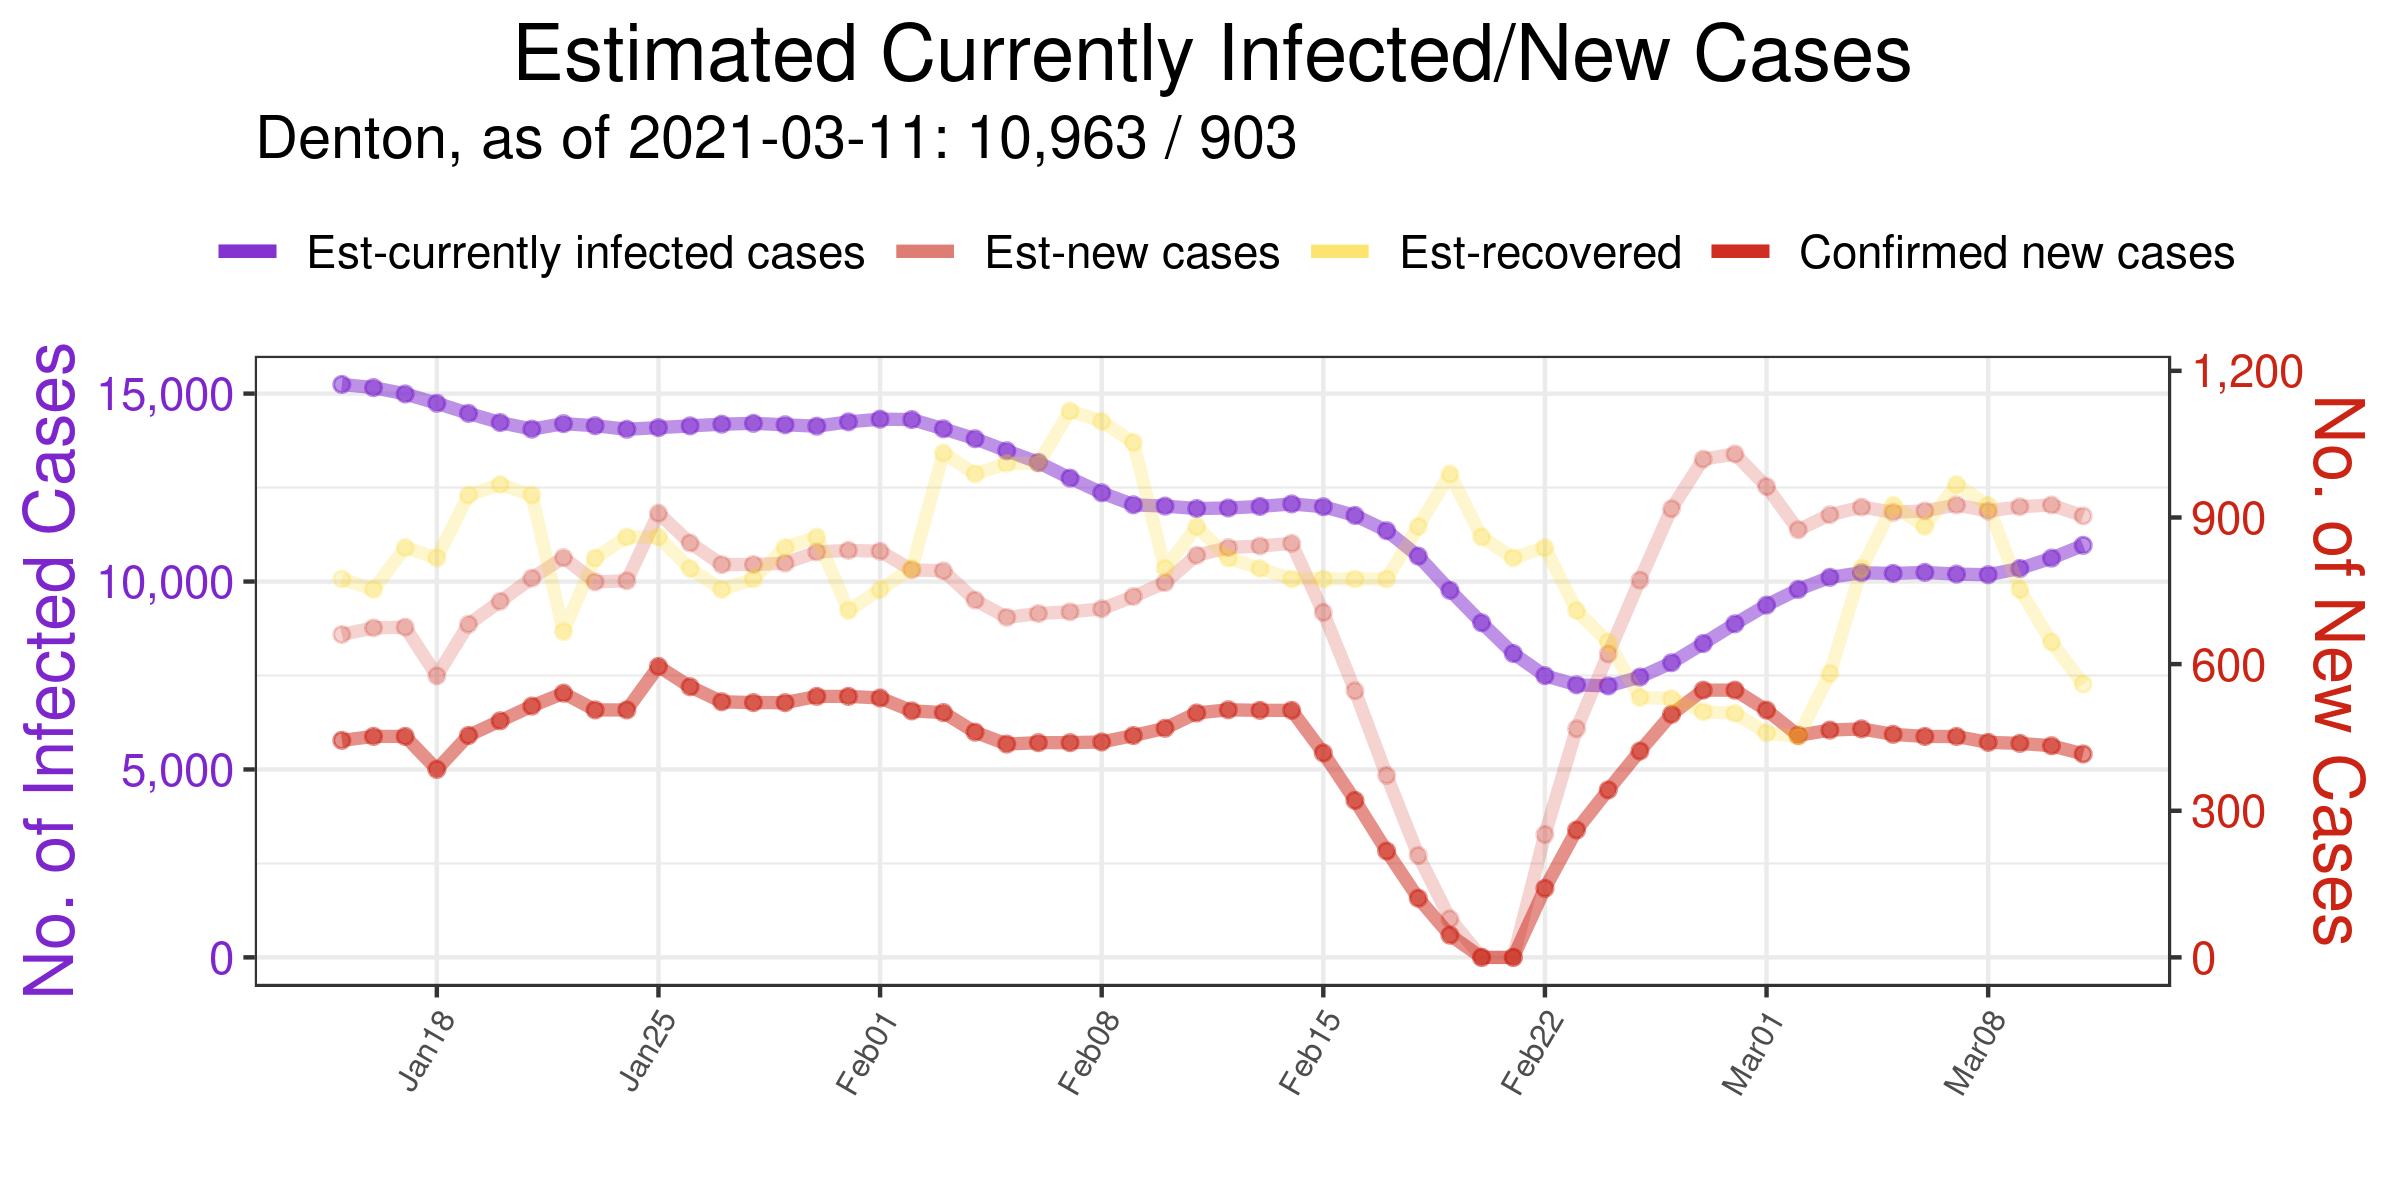 Estimated Currently Infected/New Cases
Denton, as of 2021-03-11: 10,963 / 903
Est-currently infected cases Est-new cases Est-recovered Confirmed new cases
No. of Infected Cases
15,000
10,000
5,000
0
1,200
900
600
300
0
No. of New Cases
Jan18 Jan25 Feb01 Feb08 Feb15 Feb22 Mar01 Mar08